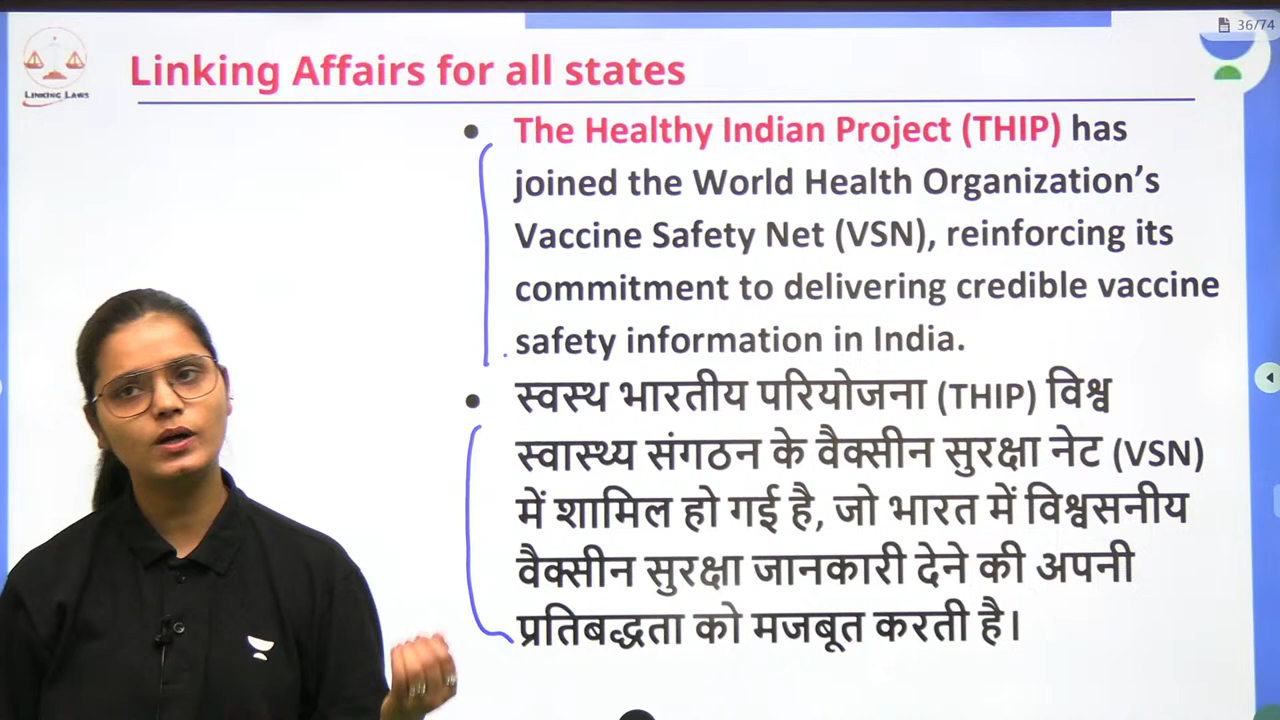 36/74
LINKING LAWS
Linking Affairs for all states
• The Healthy Indian Project (THIP) has
joined the World Health Organization’s
Vaccine Safety Net (VSN), reinforcing its
commitment to delivering credible vaccine
safety information in India.
• स्वस्थ भारतीय परियोजना (THIP) विश्व
स्वास्थ्य संगठन के वैक्सीन सुरक्षा नेट (VSN)
में शामिल हो गई है, जो भारत में विश्वसनीय
वैक्सीन सुरक्षा जानकारी देने की अपनी
प्रतिबद्धता को मजबूत करती है।